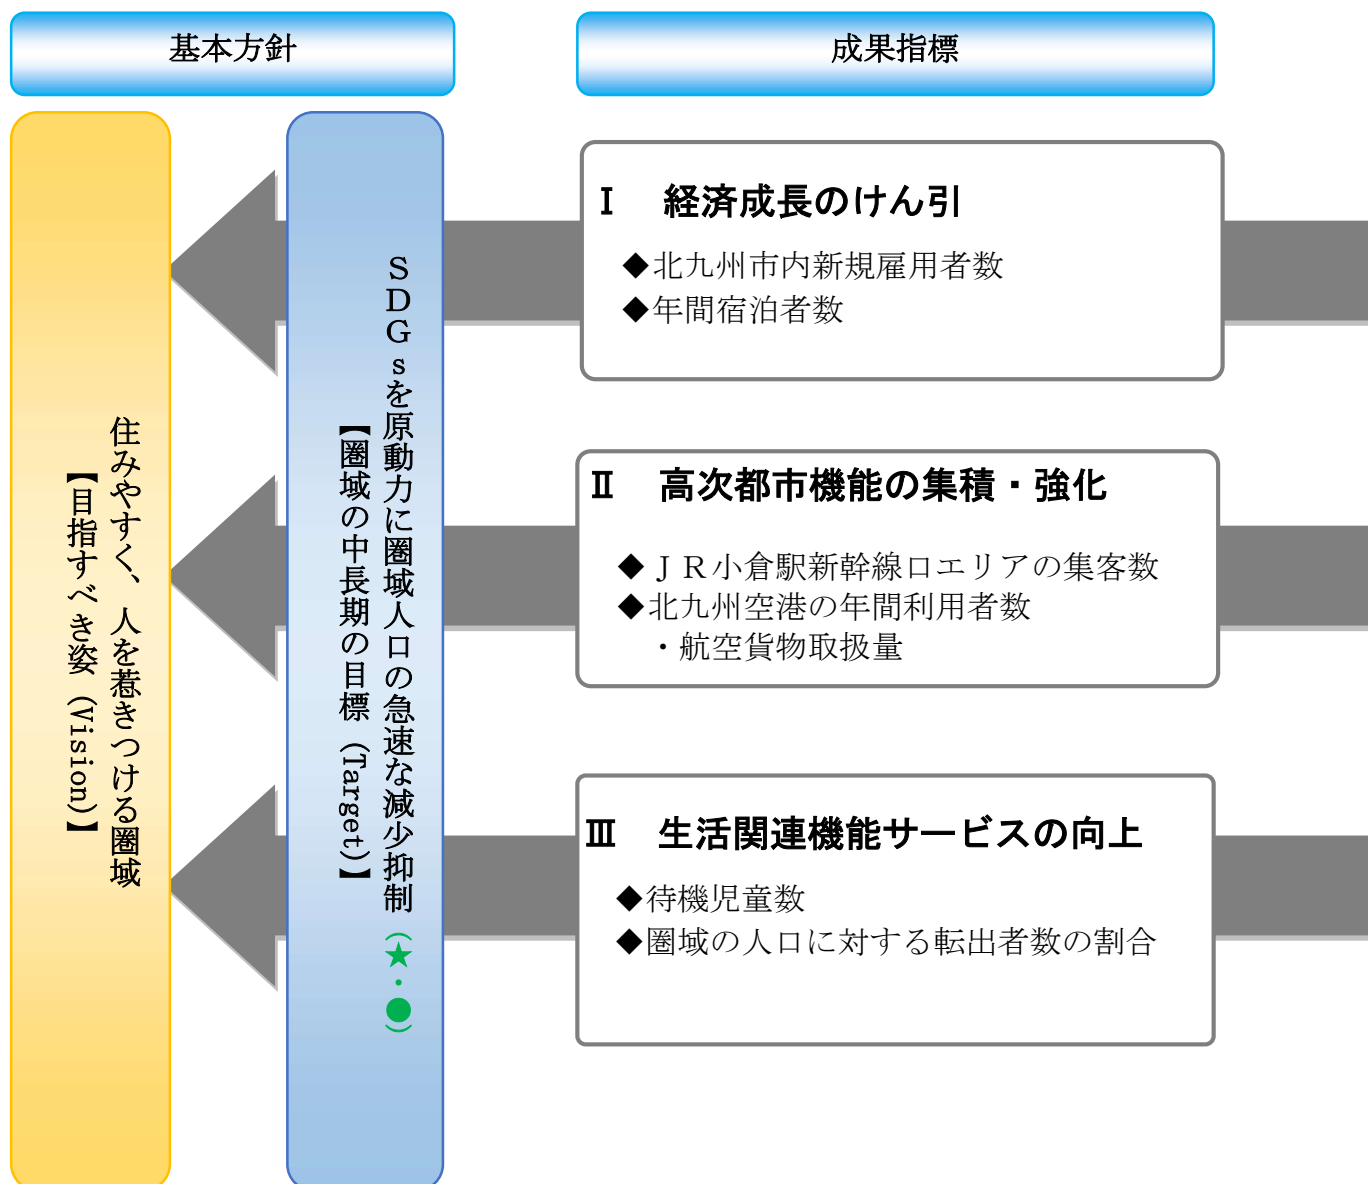 基本方針
成果指標
住みやすく、人を惹きつける圏域
【目指すべき姿（Vision）】
ＳＤＧｓを原動力に圏域人口の急速な減少抑制（★・●）
【圏域の中長期の目標（Target）】
Ⅰ　経済成長のけん引
◆北九州市内新規雇用者数
◆年間宿泊者数
Ⅱ　高次都市機能の集積・強化
◆ＪＲ小倉駅新幹線口エリアの集客数
◆北九州空港の年間利用者数
・航空貨物取扱量
Ⅲ　生活関連機能サービスの向上
◆待機児童数
◆圏域の人口に対する転出者数の割合